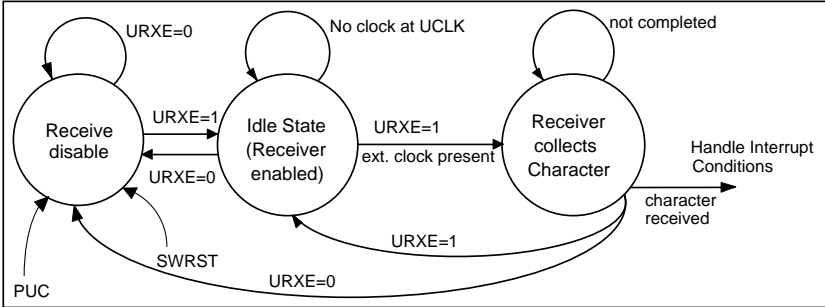 URXE=0
No clock at UCLK
not completed
Receive
disable
URXE=1
URXE=0
Idle State
(Receiver
enabled)
URXE=1
ext. clock present
Receiver
collects
Character
Handle Interrupt
Conditions
character
received
URXE=1
SWRST
URXE=0
PUC